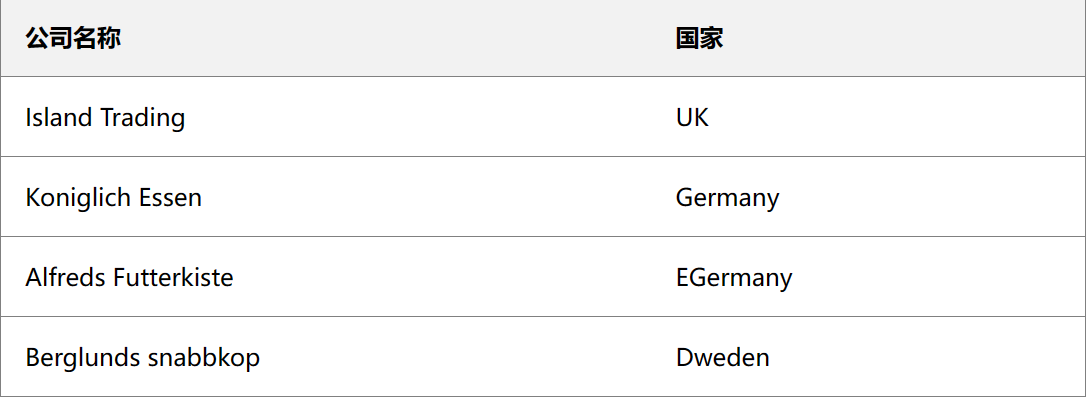 公司名称 国家
Island Trading UK
Koniglich Essen Germany
Alfreds Futterkiste EGermany
Berglunds snabbkop Dweden